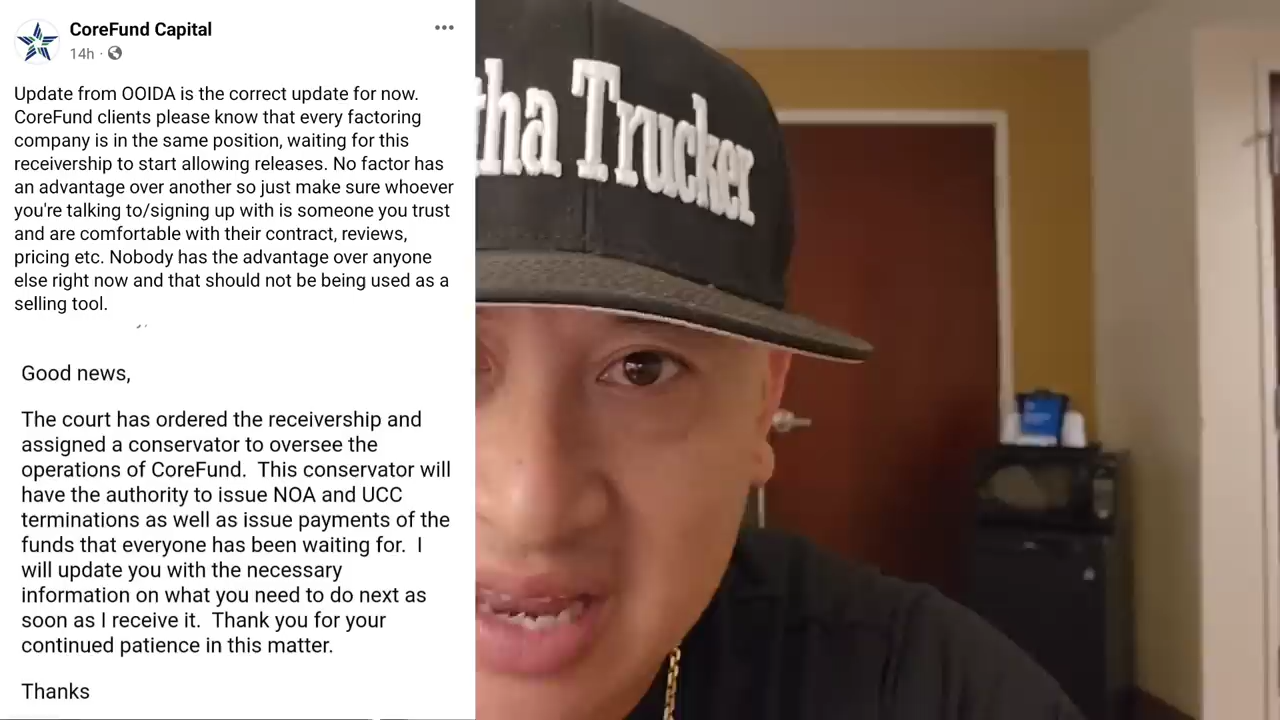 CoreFund Capital
14h ·
Update from OOIDA is the correct update for now.
CoreFund clients please know that every factoring
company is in the same position, waiting for this
receivership to start allowing releases. No factor has
an advantage over another so just make sure whoever
you're talking to/signing up with is someone you trust
and are comfortable with their contract, reviews,
pricing etc. Nobody has the advantage over anyone
else right now and that should not be being used as a
selling tool.
Good news,
The court has ordered the receivership and
assigned a conservator to oversee the
operations of CoreFund. This conservator will
have the authority to issue NOA and UCC
terminations as well as issue payments of the
funds that everyone has been waiting for. I
will update you with the necessary
information on what you need to do next as
soon as I receive it. Thank you for your
continued patience in this matter.
Thanks
tha Trucker